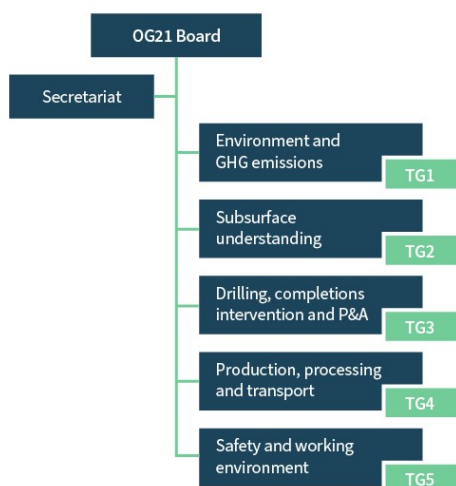 OG21 Board
Secretariat
Environment and
GHG emissions
TG1
Subsurface
understanding
TG2
Drilling, completions
intervention and P&A
TG3
Production, processing
and transport
TG4
Safety and working
environment
TG5